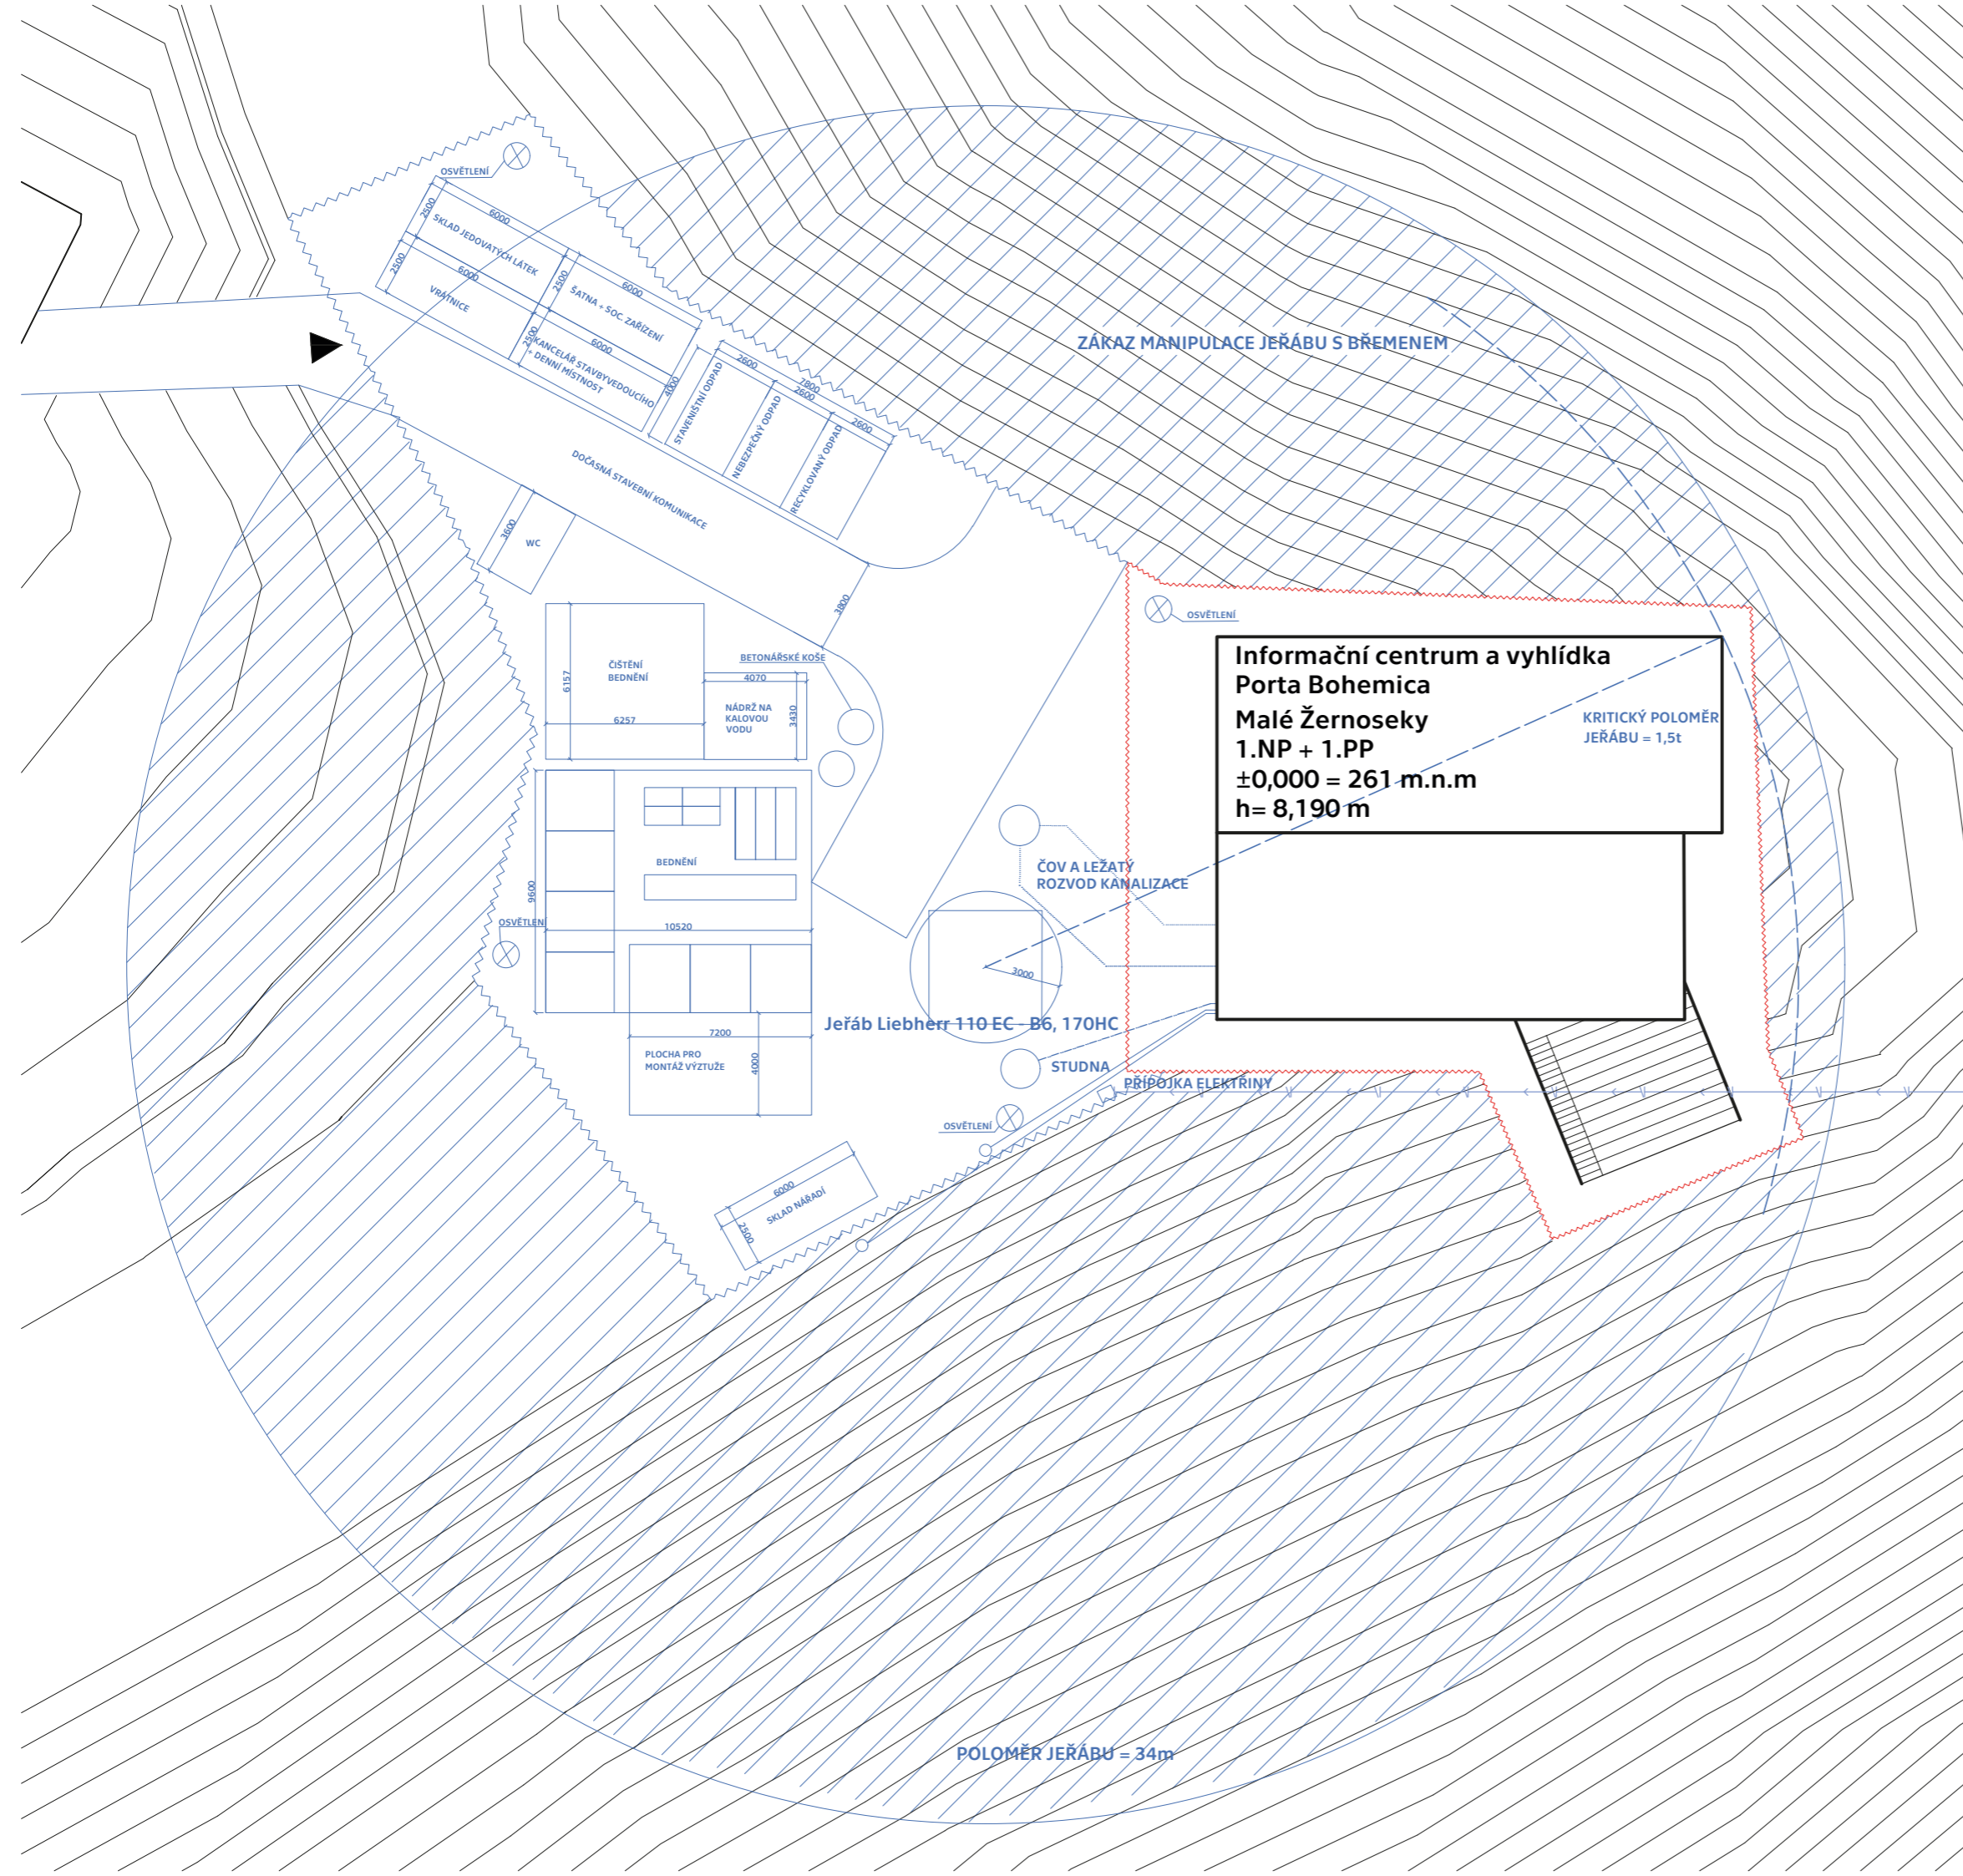 OSVĚTLENÍ
2500
6000
SKLAD JEDOVATÝCH LÁTEK
2500
6000
VRÁTNICE
2500
6000
ŠATNA + SOC. ZAŘÍZENÍ
2500
6000
KANCELÁŘ STAVBYVEDOUCÍHO
+ DENNÍ MÍSTNOST
4000
2600
7800
2600
2600
STAVENIŠTNÍ ODPAD
NEBEZPEČNÝ ODPAD
RECYKLOVANÝ ODPAD
ZÁKAZ MANIPULACE JEŘÁBU S BŘEMENEM
DOČASNÁ STAVEBNÍ KOMUNIKACE
3600
WC
3800
OSVĚTLENÍ
ČIŠTĚNÍ
BEDNĚNÍ
6157
6257
BETONÁŘSKÉ KOŠE
4070
NÁDRŽ NA
KALOVOU
VODU
3430
Informační centrum a vyhlídka
Porta Bohemica
Malé Žernoseky
1.NP + 1.PP
±0,000 = 261 m.n.m
h= 8,190 m
KRITICKÝ POLOMĚR
JEŘÁBU = 1,5t
BEDNĚNÍ
9600
10520
OSVĚTLENÍ
ČOV A LEŽATÝ
ROZVOD KANALIZACE
3000
Jeřáb Liebherr 110 EC - B6, 170HC
7200
PLOCHA PRO
MONTÁŽ VÝZTUŽE
4000
STUDNA
PŘÍPOJKA ELEKTŘINY
OSVĚTLENÍ
6000
2500
SKLAD NÁŘADÍ
POLOMĚR JEŘÁBU = 34m